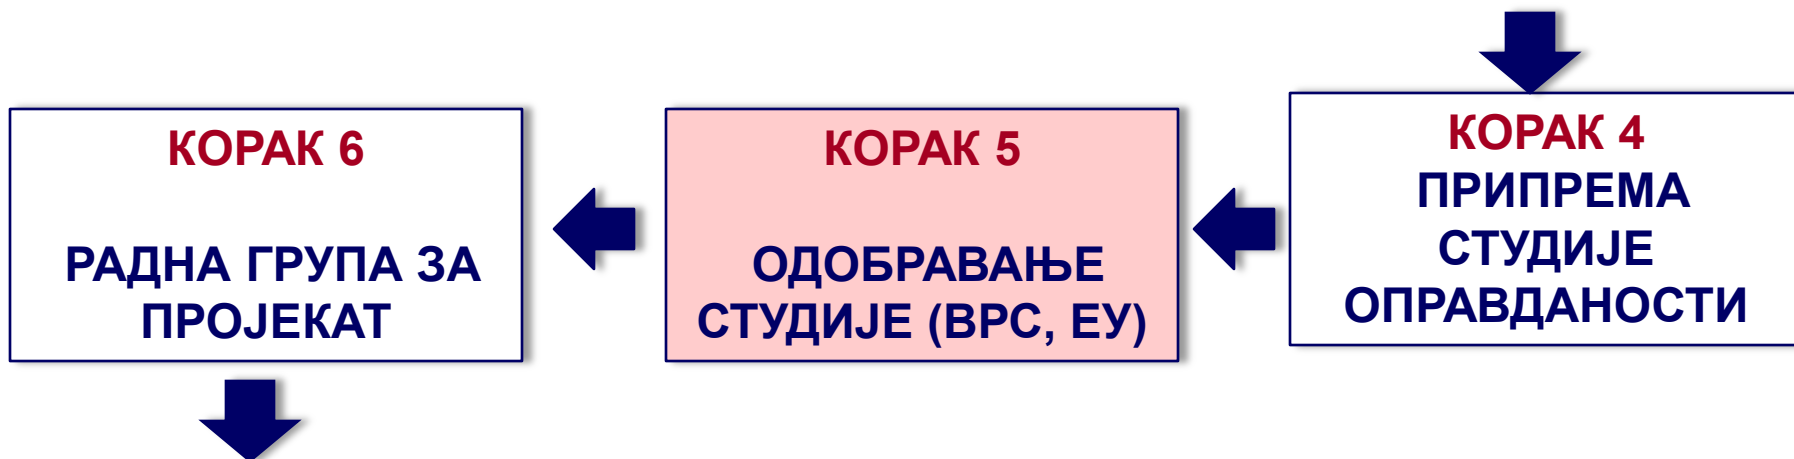 КОРАК 6
РАДНА ГРУПА ЗА
ПРОЈЕКАТ
КОРАК 5
ОДОБРАВАЊЕ
СТУДИЈЕ (ВРС, ЕУ)
КОРАК 4
ПРИПРЕМА
СТУДИЈЕ
ОПРАВДАНОСТИ